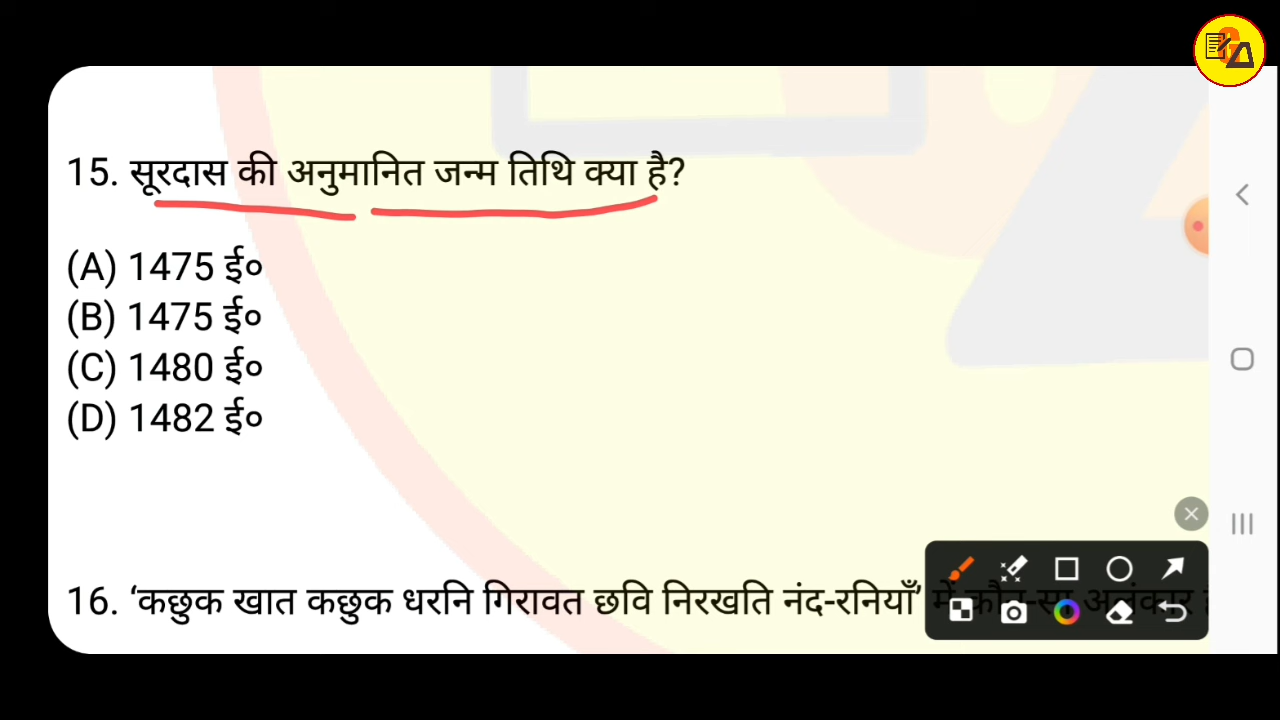 15. सूरदास की अनुमानित जन्म तिथि क्या है?
(A) 1475 ई०
(B) 1475 ई०
(C) 1480 ई०
(D) 1482 ई०
16. ‘कछुक खात कछुक धरनि गिरावत छवि निरखति नंद-रनियाँ’ में कौन-सा अलंकार